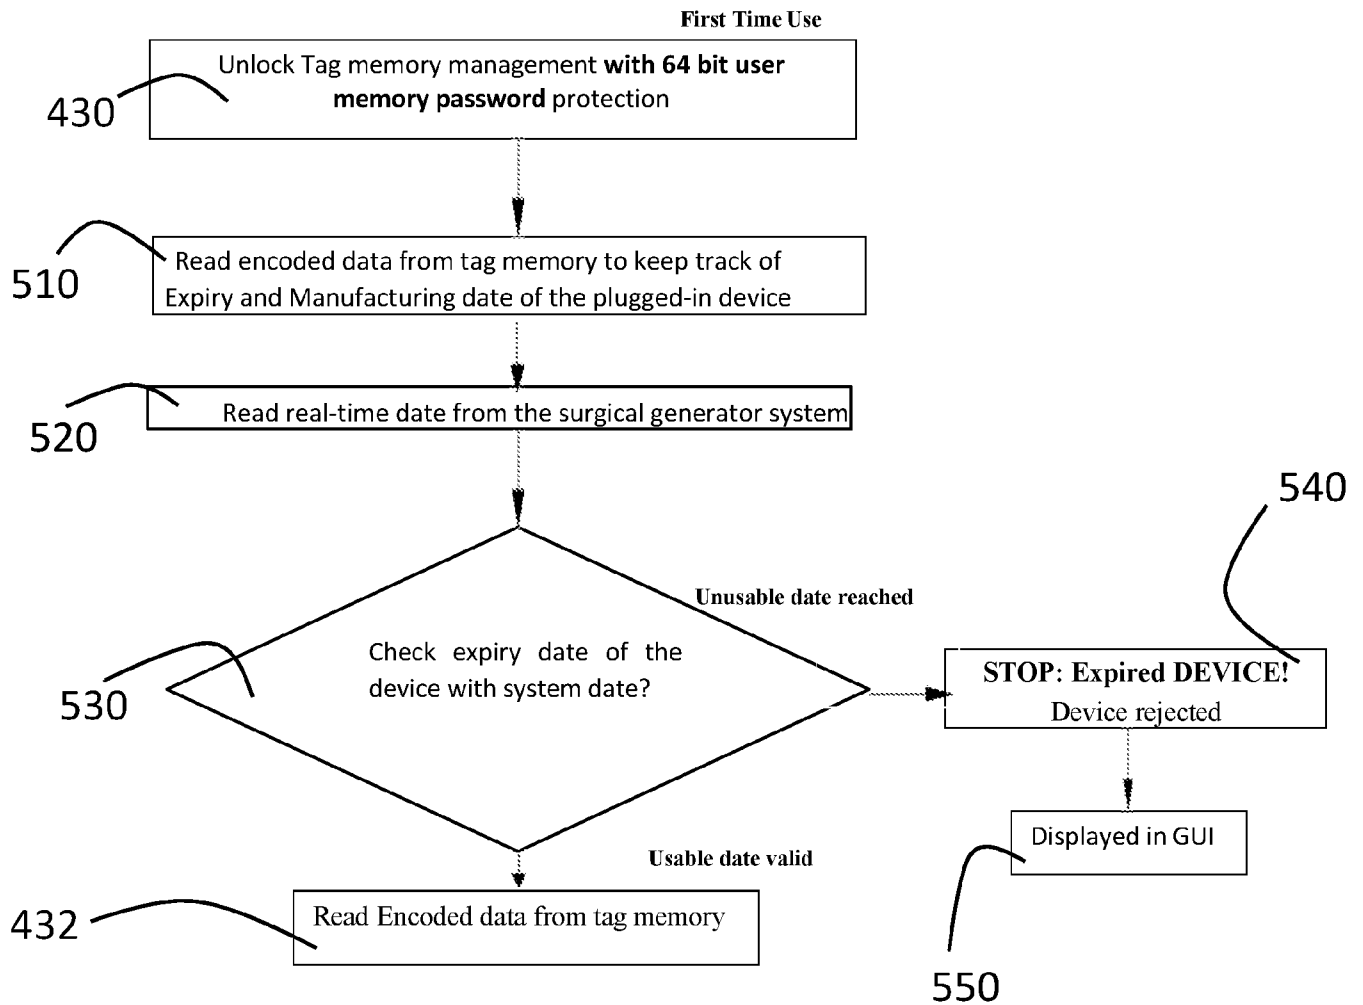 First Time Use
Unlock Tag memory management with 64 bit user
memory password protection
430
Read encoded data from tag memory to keep track of
Expiry and Manufacturing date of the plugged-in device
510
Read real-time date from the surgical generator system
520
540
Unusable date reached
Check expiry date of the
device with system date?
530
STOP: Expired DEVICE!
Device rejected
Displayed in GUI
Usable date valid
Read Encoded data from tag memory
432
550